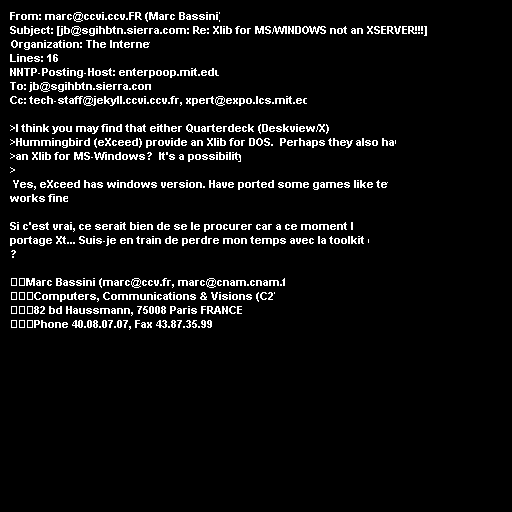 From: marc@ccvi.ccv.FR (Marc Bassini)
Subject: [jb@sgihbtn.sierra.com: Re: Xlib for MS/WINDOWS not an XSERVER!!!]
Organization: The Interne
Lines: 16
NNTP-Posting-Host: enterpoop.mit.edu
To: jb@sgihbtn.sierra.com
Cc: tech-staff@jekyll.ccvi.ccv.fr, xpert@expo.lcs.mit.ed
>I think you may find that either Quarterdeck (Deskview/X)
>Hummingbird (eXceed) provide an Xlib for DOS.  Perhaps they also ha
>an Xlib for MS-Windows?  It's a possibility
>
Yes, eXceed has windows version. Have ported some games like te
works fine
Si c'est vrai, ce serait bien de se le procurer car a ce moment l
portage Xt... Suis-je en train de perdre mon temps avec la toolkit
?
Marc Bassini (marc@ccv.fr, marc@cnam.cnam.f
Computers, Communications & Visions (C2
82 bd Haussmann, 75008 Paris FRANCE
Phone 40.08.07.07, Fax 43.87.35.99